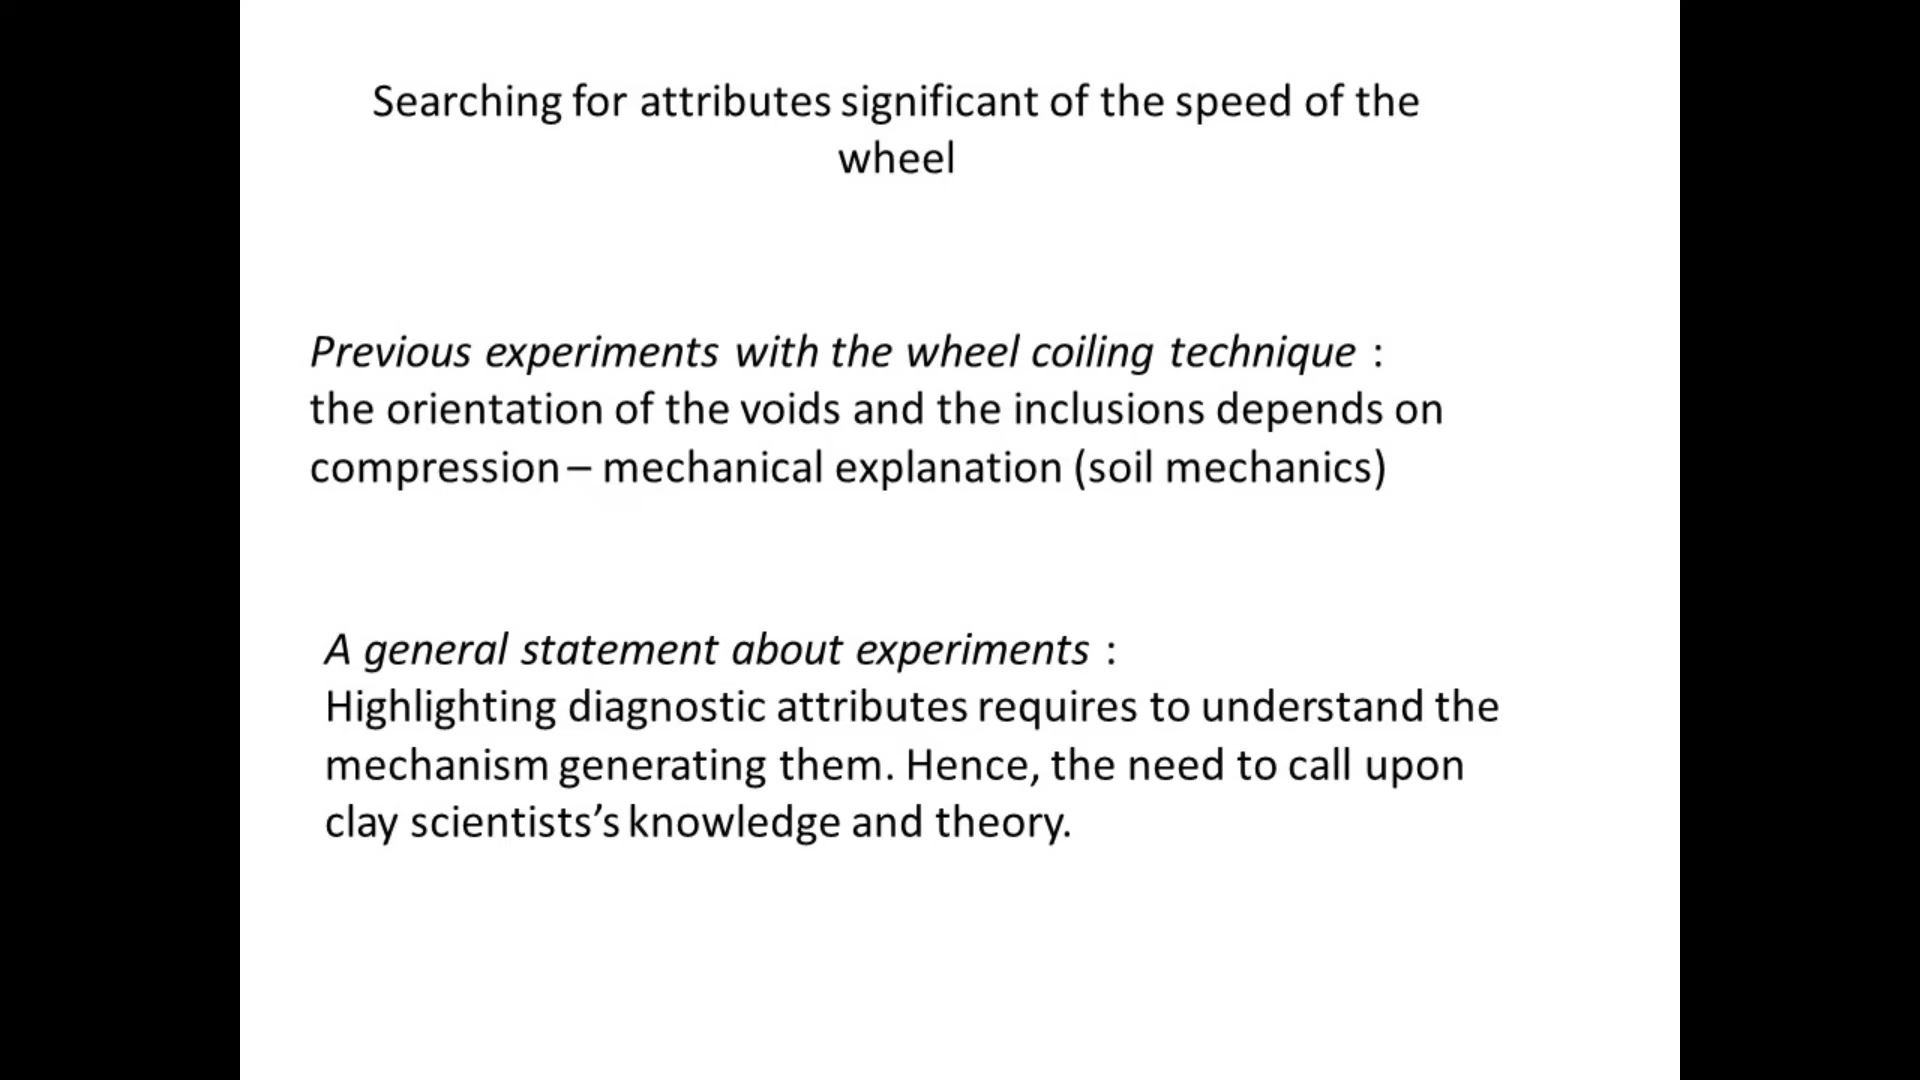 Searching for attributes significant of the speed of the
wheel
Previous experiments with the wheel coiling technique :
the orientation of the voids and the inclusions depends on
compression – mechanical explanation (soil mechanics)
A general statement about experiments :
Highlighting diagnostic attributes requires to understand the
mechanism generating them. Hence, the need to call upon
clay scientists’s knowledge and theory.